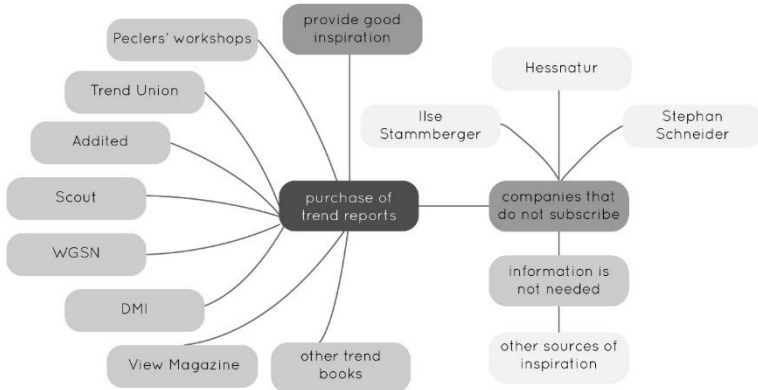 provide good
inspiration
Peclers' workshops
Trend Union
Addited
Scout
WGSN
DMI
View Magazine
other trend
books
purchase of
trend reports
Hessnatur
Ilse
Stammberger
Stephan
Schneider
companies that
do not subscribe
information is
not needed
other sources of
inspiration